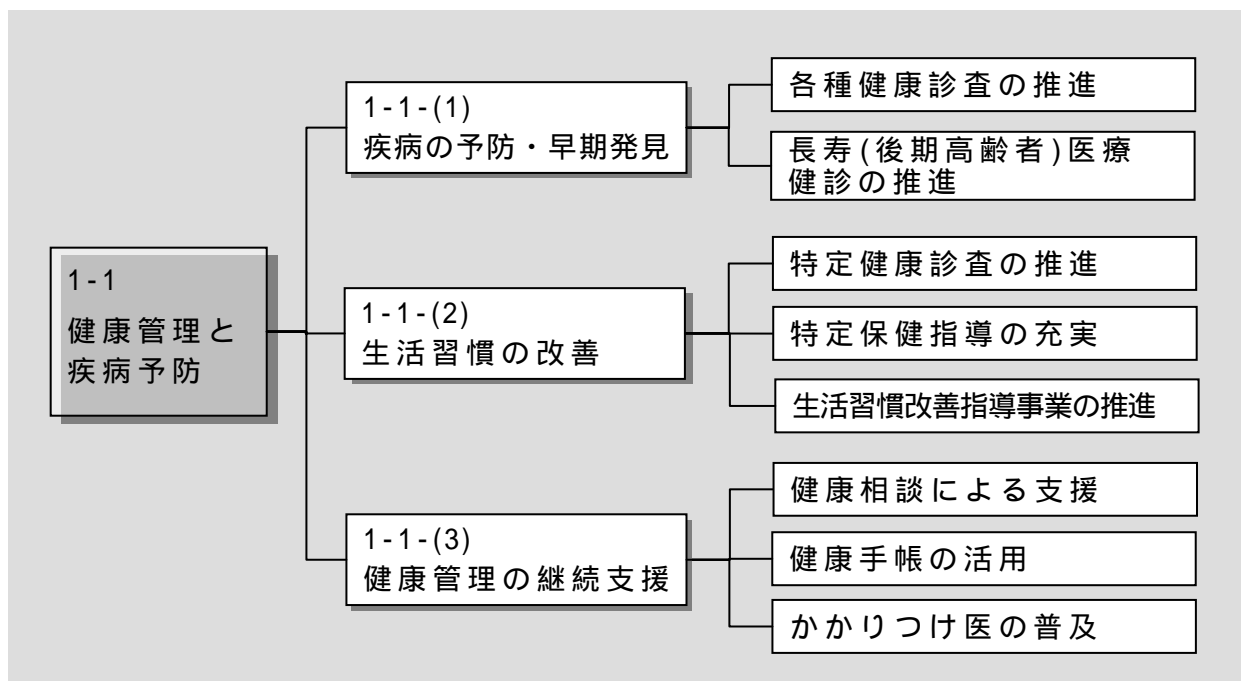 1-1
健康管理と
疾病予防
1-1-(1)
疾病の予防・早期発見
各種健康診査の推進
長寿(後期高齢者)医療
健診の推進
1-1-(2)
生活習慣の改善
特定健康診査の推進
特定保健指導の充実
生活習慣改善指導事業の推進
1-1-(3)
健康管理の継続支援
健康相談による支援
健康手帳の活用
かかりつけ医の普及